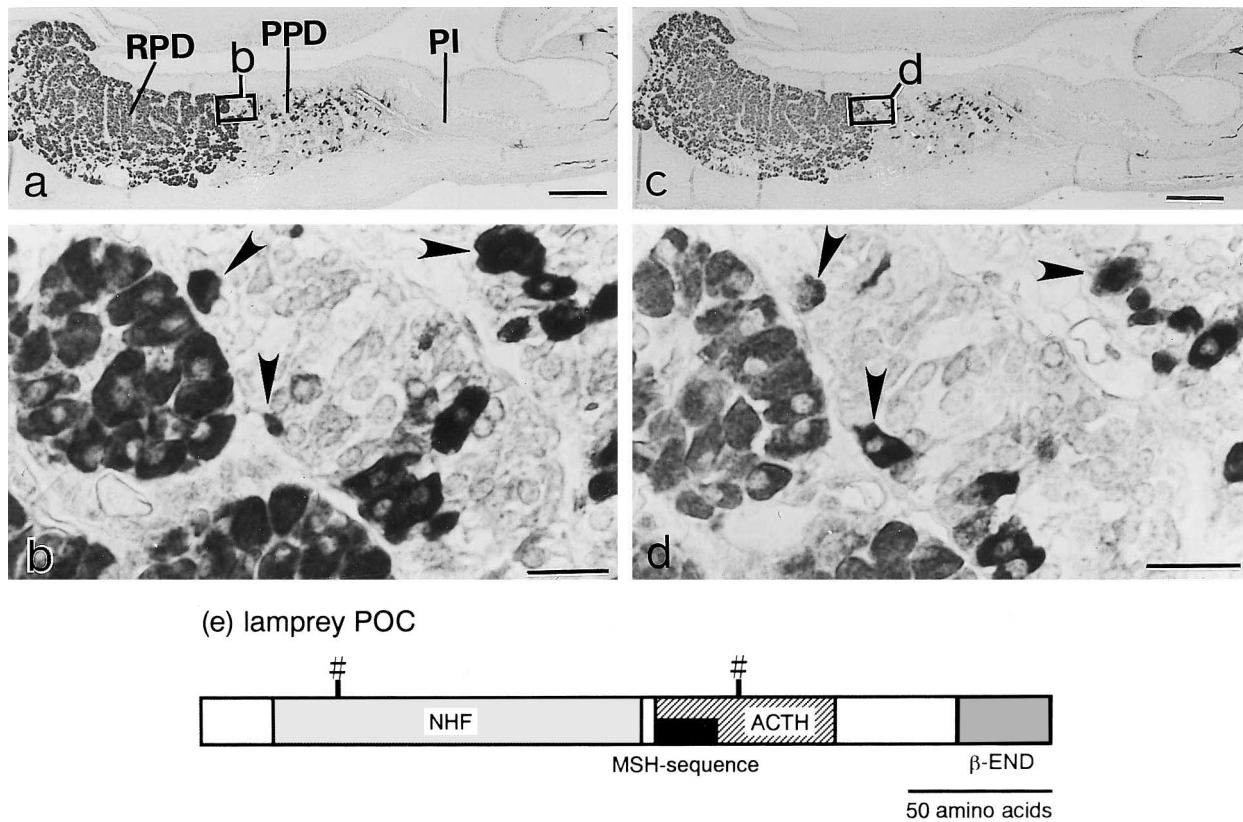 RPD
PPD
PI
b
a
d
c
b
d
(e) lamprey POC
#
#
NHF
ACTH
MSH-sequence
β-END
50 amino acids